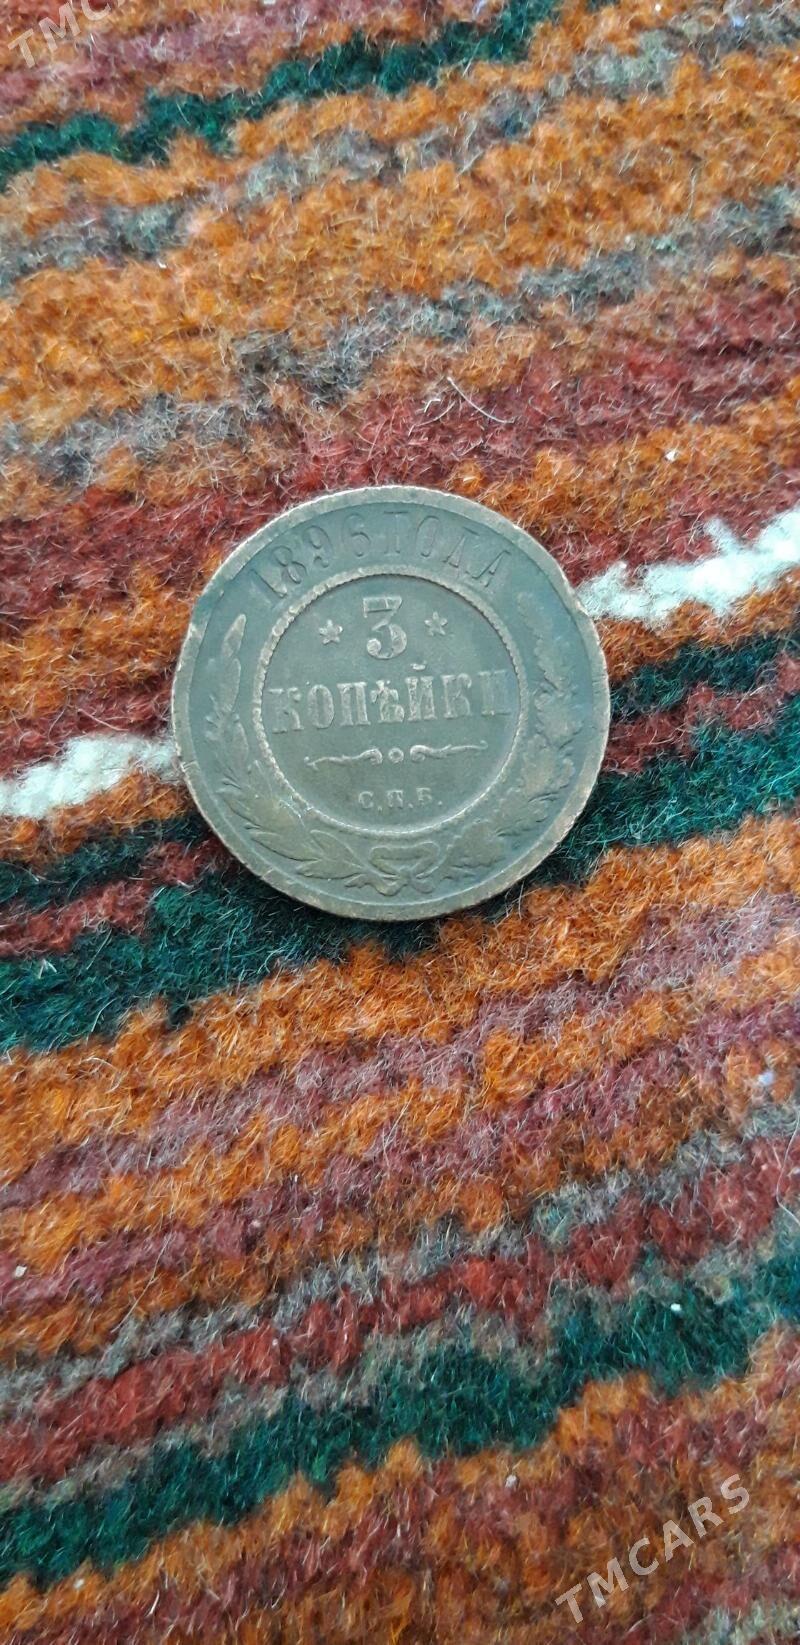 TMCARS
1896 ГОДА
3
КОПѢЙКИ
С.П.Б.
TMCARS